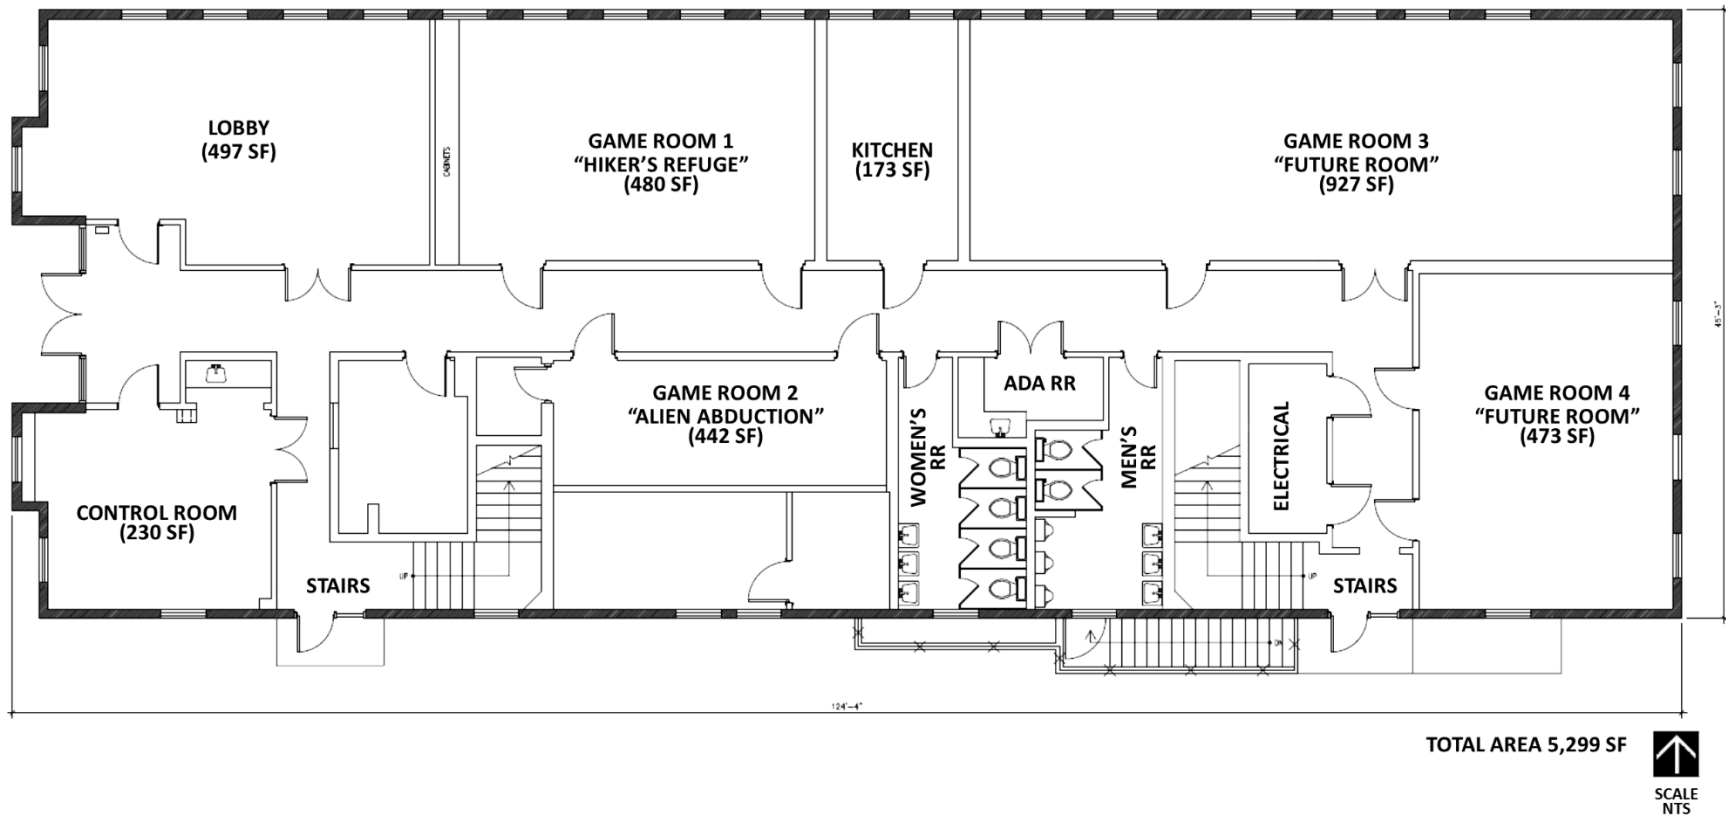 LOBBY
(497 SF)
CABINETS
GAME ROOM 1
“HIKER’S REFUGE”
(480 SF)
KITCHEN
(173 SF)
GAME ROOM 3
“FUTURE ROOM”
(927 SF)
45'-3"
GAME ROOM 2
“ALIEN ABDUCTION”
(442 SF)
WOMEN’S
RR
ADA RR
MEN’S
RR
ELECTRICAL
GAME ROOM 4
“FUTURE ROOM”
(473 SF)
CONTROL ROOM
(230 SF)
STAIRS
UP
UP
STAIRS
DN
124'-4"
TOTAL AREA 5,299 SF
SCALE
NTS